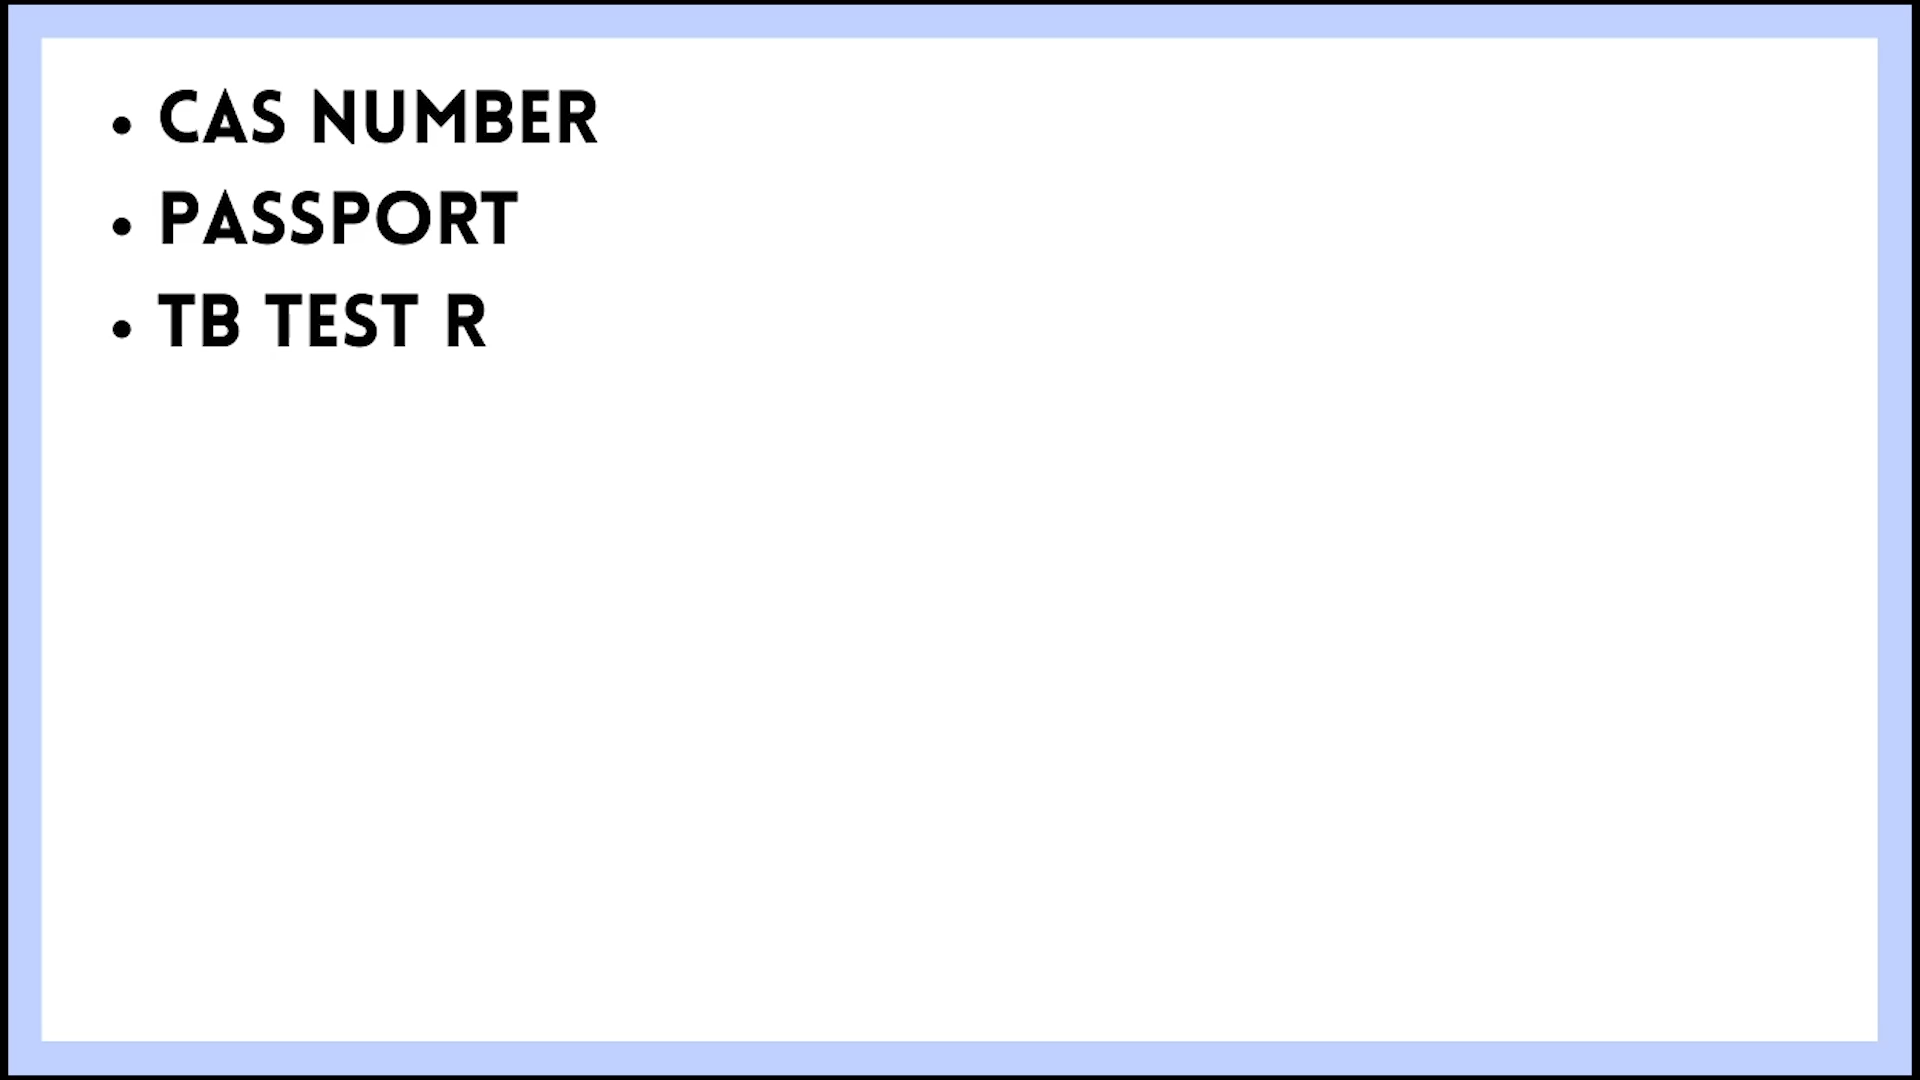 • CAS NUMBER
• PASSPORT
• TB TEST R